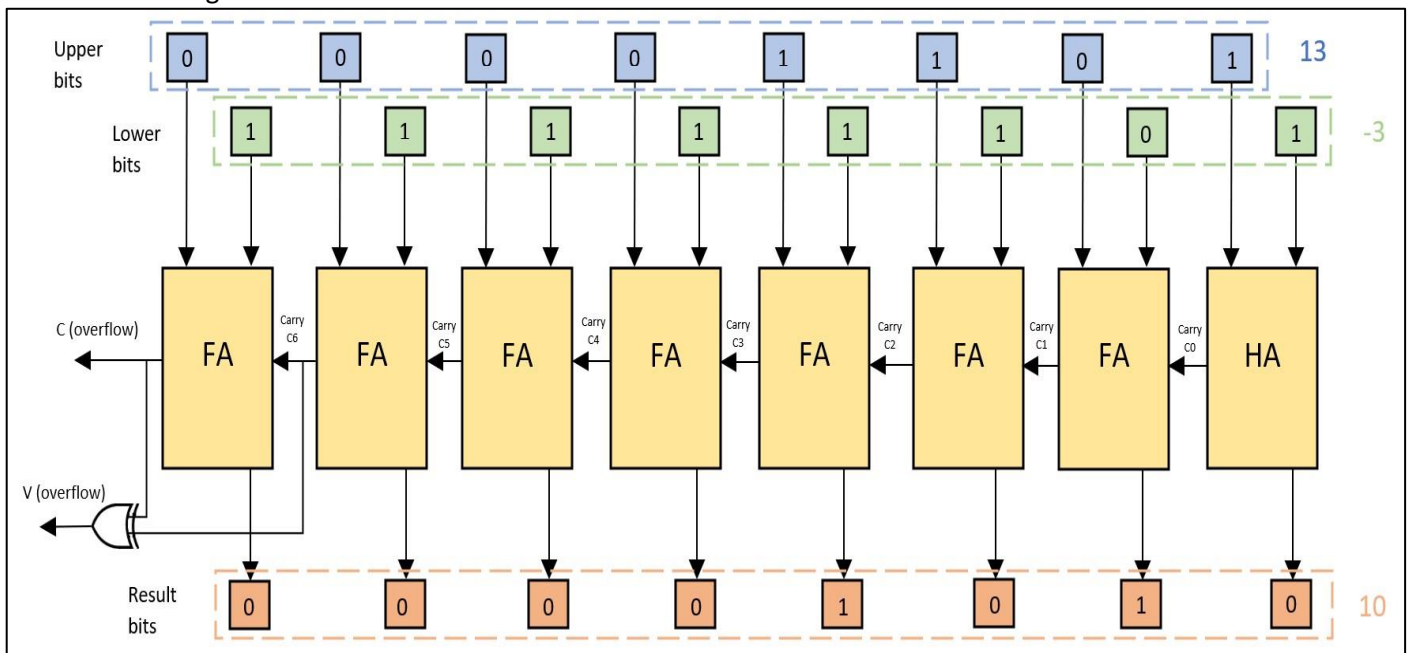 Upper
bits
0 0 0 0 1 1 0 1
13
Lower
bits
1 1 1 1 1 1 0 1
-3
C (overflow)
FA
Carry
C6
FA
Carry
C5
FA
Carry
C4
FA
Carry
C3
FA
Carry
C2
FA
Carry
C1
FA
Carry
C0
HA
V (overflow)
Result
bits
0 0 0 0 1 0 1 0
10